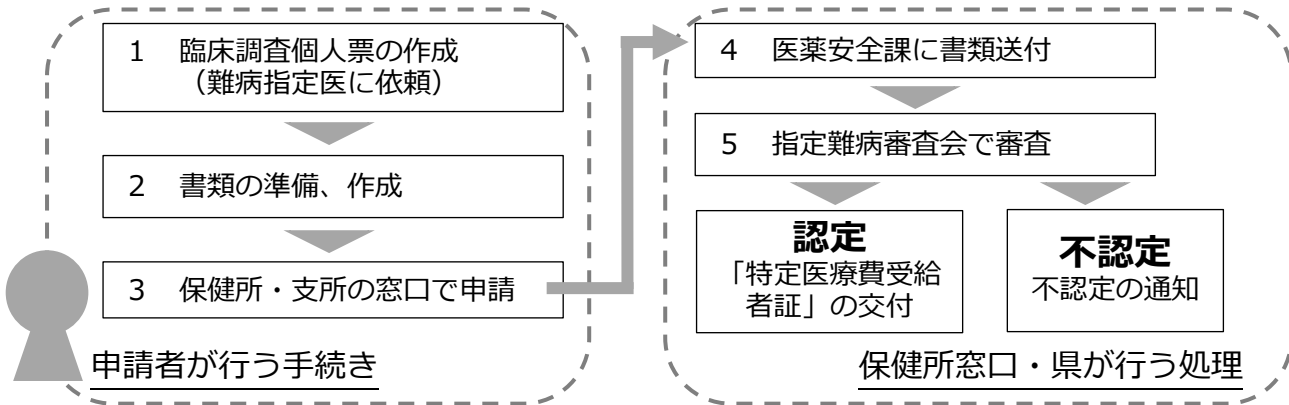 1 臨床調査個人票の作成
（難病指定医に依頼）
2 書類の準備、作成
3 保健所・支所の窓口で申請
申請者が行う手続き
4 医薬安全課に書類送付
5 指定難病審査会で審査
認定
「特定医療費受給
者証」の交付
不認定
不認定の通知
保健所窓口・県が行う処理